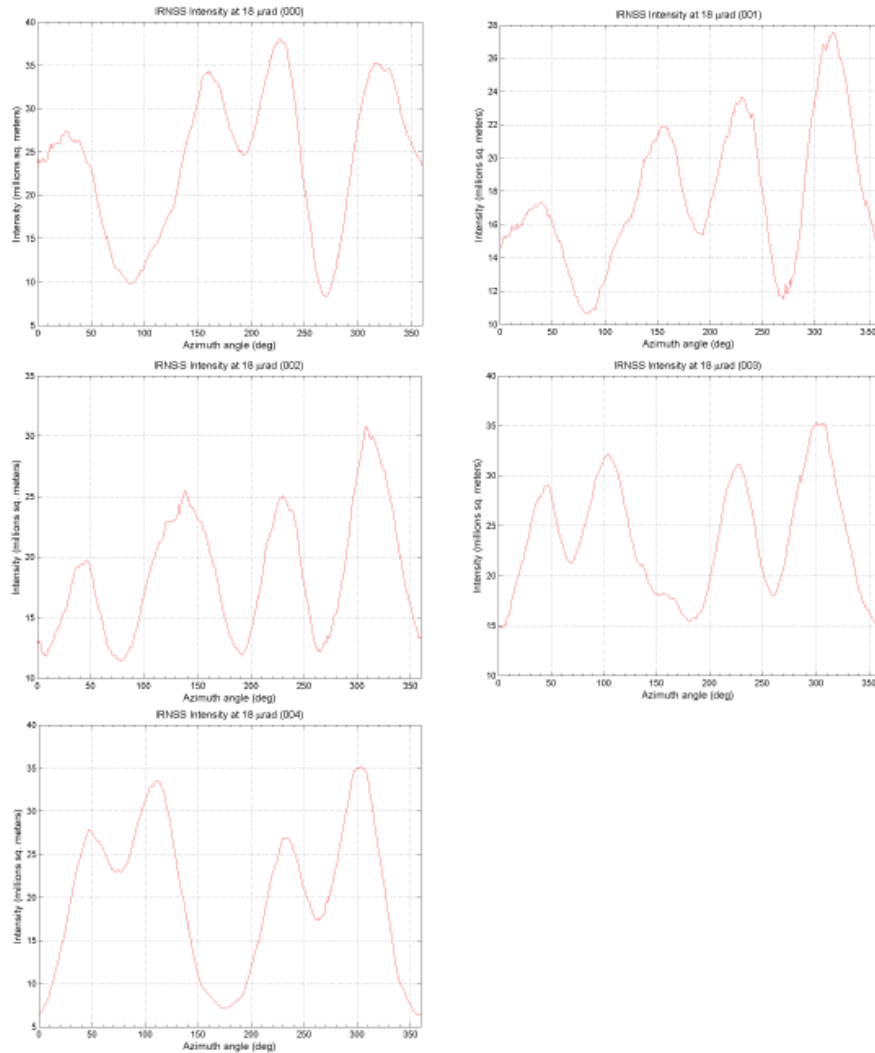 IRNSS Intensity at 18 μrad (000)
Intensity (millions sq. meters)
40
35
30
25
20
15
10
5
0 50 100 150 200 250 300 350
Azimuth angle (deg)
IRNSS Intensity at 18 μrad (001)
Intensity (millions sq. meters)
28
26
24
22
20
18
16
14
12
10
0 50 100 150 200 250 300 350
Azimuth angle (deg)
IRNSS Intensity at 18 μrad (002)
Intensity (millions sq. meters)
35
30
25
20
15
10
0 50 100 150 200 250 300 350
Azimuth angle (deg)
IRNSS Intensity at 18 μrad (003)
Intensity (millions sq. meters)
40
35
30
25
20
15
10
0 50 100 150 200 250 300 350
Azimuth angle (deg)
IRNSS Intensity at 18 μrad (004)
Intensity (millions sq. meters)
40
35
30
25
20
15
10
5
0 50 100 150 200 250 300 350
Azimuth angle (deg)